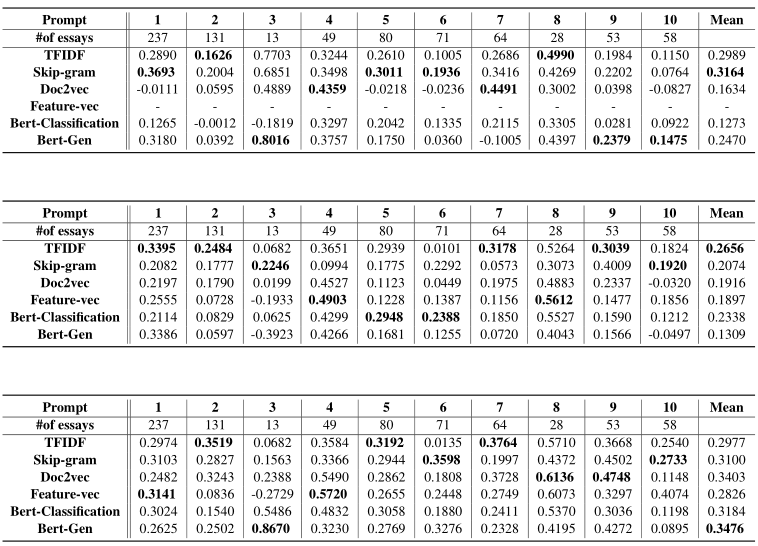 Prompt 1 2 3 4 5 6 7 8 9 10 Mean
#of essays 237 131 13 49 80 71 64 28 53 58
TFIDF 0.2890 0.1626 0.7703 0.3244 0.2610 0.1005 0.2686 0.4990 0.1984 0.1150 0.2989
Skip-gram 0.3693 0.2004 0.6851 0.3498 0.3011 0.1936 0.3416 0.4269 0.2202 0.0764 0.3164
Doc2vec -0.0111 0.0595 0.4889 0.4359 -0.0218 -0.0236 0.4491 0.3002 0.0398 -0.0827 0.1634
Feature-vec - - - - - - - - - - -
Bert-Classification 0.1265 -0.0012 -0.1819 0.3297 0.2042 0.1335 0.2115 0.3305 0.0281 0.0922 0.1273
Bert-Gen 0.3180 0.0392 0.8016 0.3757 0.1750 0.0360 -0.1005 0.4397 0.2379 0.1475 0.2470
Prompt 1 2 3 4 5 6 7 8 9 10 Mean
#of essays 237 131 13 49 80 71 64 28 53 58
TFIDF 0.3395 0.2484 0.0682 0.3651 0.2939 0.0101 0.3178 0.5264 0.3039 0.1824 0.2656
Skip-gram 0.2082 0.1777 0.2246 0.0994 0.1775 0.2292 0.0573 0.3073 0.4009 0.1920 0.2074
Doc2vec 0.2197 0.1790 0.0199 0.4527 0.1123 0.0449 0.1975 0.4883 0.2337 -0.0320 0.1916
Feature-vec 0.2555 0.0728 -0.1933 0.4903 0.1228 0.1387 0.1156 0.5612 0.1477 0.1856 0.1897
Bert-Classification 0.2114 0.0829 0.0625 0.4299 0.2948 0.2388 0.1850 0.5527 0.1590 0.1212 0.2338
Bert-Gen 0.3386 0.0597 -0.3923 0.4266 0.1681 0.1255 0.0720 0.4043 0.1566 -0.0497 0.1309
Prompt 1 2 3 4 5 6 7 8 9 10 Mean
#of essays 237 131 13 49 80 71 64 28 53 58
TFIDF 0.2974 0.3519 0.0682 0.3584 0.3192 0.0135 0.3764 0.5710 0.3668 0.2540 0.2977
Skip-gram 0.3103 0.2827 0.1563 0.3366 0.2944 0.3598 0.1997 0.4372 0.4502 0.2733 0.3100
Doc2vec 0.2482 0.3243 0.2388 0.5490 0.2862 0.1808 0.3728 0.6136 0.4748 0.1148 0.3403
Feature-vec 0.3141 0.0836 -0.2729 0.5720 0.2655 0.2448 0.2749 0.6073 0.3297 0.4074 0.2826
Bert-Classification 0.3024 0.1540 0.5486 0.4832 0.3058 0.1880 0.2411 0.5370 0.3036 0.1198 0.3184
Bert-Gen 0.2625 0.2502 0.8670 0.3230 0.2769 0.3276 0.2328 0.4195 0.4272 0.0895 0.3476